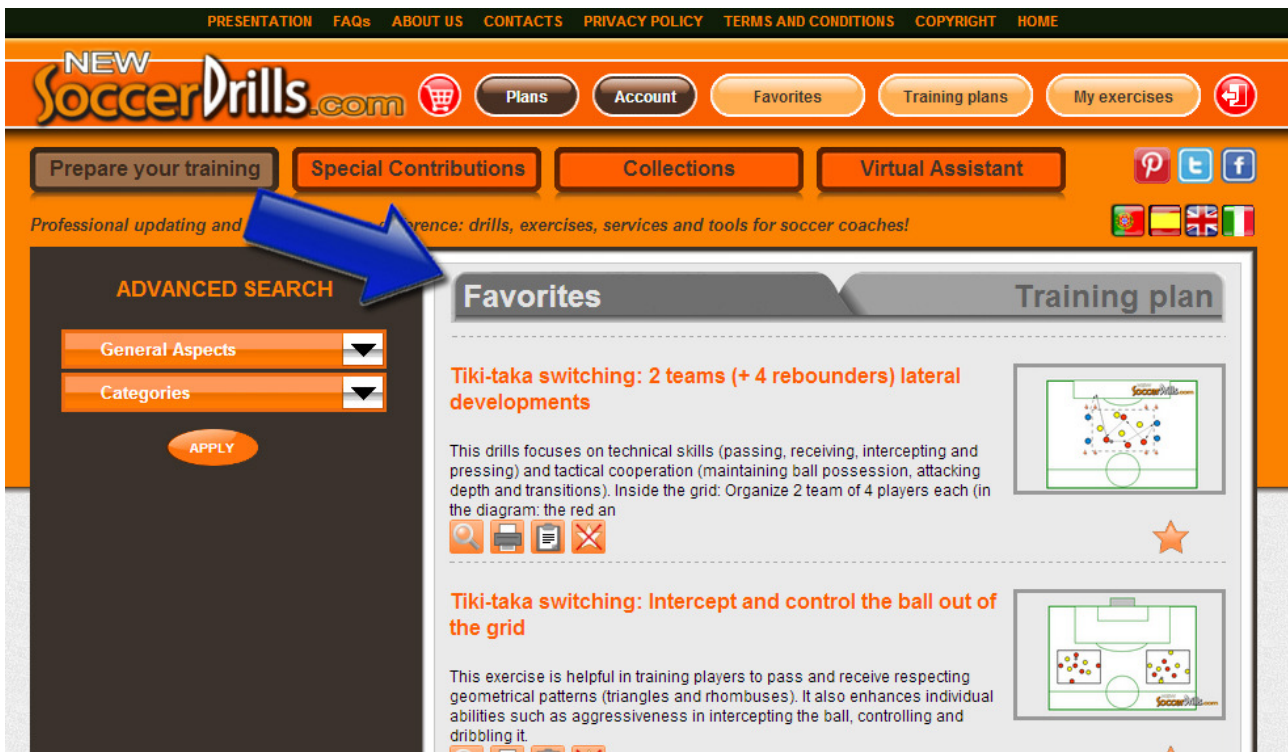 PRESENTATION FAQs ABOUT US CONTACTS PRIVACY POLICY TERMS AND CONDITIONS COPYRIGHT HOME
NEW
SoccerDrills.com
Plans Account Favorites Training plans My exercises
Prepare your training Special Contributions Collections Virtual Assistant
Professional updating and drills, exercises, services and tools for soccer coaches!
ADVANCED SEARCH
General Aspects
Categories
APPLY
Favorites Training plan
Tiki-taka switching: 2 teams (+ 4 rebounders) lateral
developments
This drills focuses on technical skills (passing, receiving, intercepting and
pressing) and tactical cooperation (maintaining ball possession, attacking
depth and transitions). Inside the grid: Organize 2 team of 4 players each (in
the diagram: the red an
SoccerDrills.com
Tiki-taka switching: Intercept and control the ball out of
the grid
This exercise is helpful in training players to pass and receive respecting
geometrical patterns (triangles and rhombuses). It also enhances individual
abilities such as aggressiveness in intercepting the ball, controlling and
dribbling it.
SoccerDrills.com